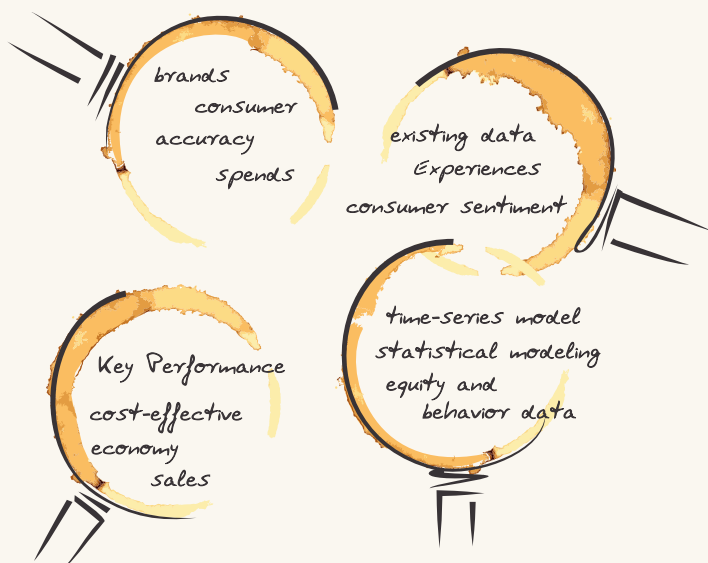 brands
consumer
accuracy
spends
existing data
Experiences
consumer sentiment
Key Performance
cost-effective
economy
sales
time-series model
statistical modeling
equity and
behavior data